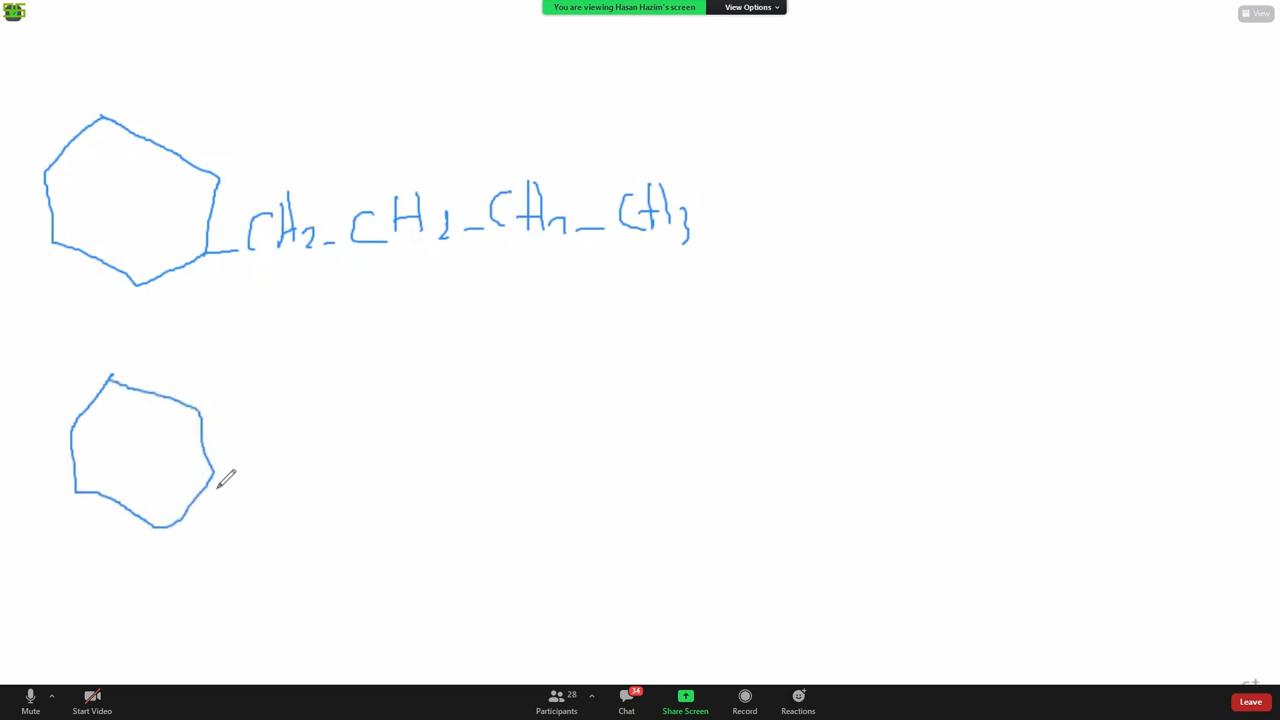 You are viewing Hasan Hazim's screen View Options
View
CH2-CH2-CH2-CH3
Mute Start Video 28 Participants 34 Chat Share Screen Record Reactions Leave